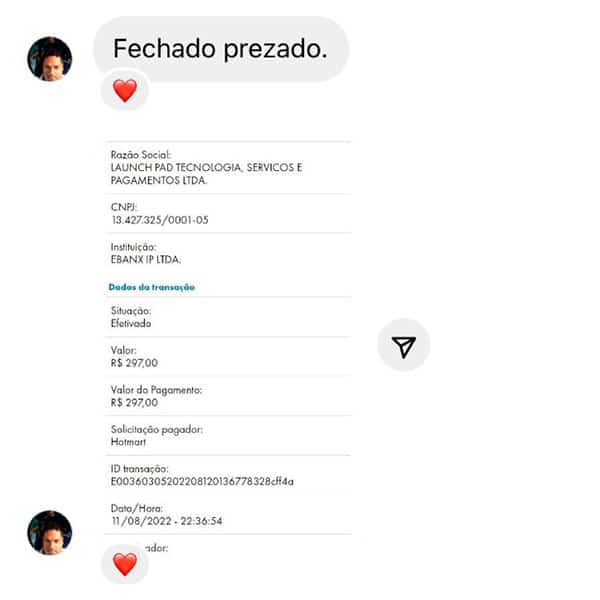 Fechado prezado.
Razão Social:
LAUNCH PAD TECNOLOGIA, SERVICOS E
PAGAMENTOS LTDA.
CNPJ:
13.427.325/0001-05
Instituição:
EBANX IP LTDA.
Dados da transação
Situação:
Efetivado
Valor:
R$ 297,00
Valor do Pagamento:
R$ 297,00
Solicitação pagador:
Hotmart
ID transação:
E00360305202208120136778328cff4a
Data/Hora:
11/08/2022 - 22:36:54